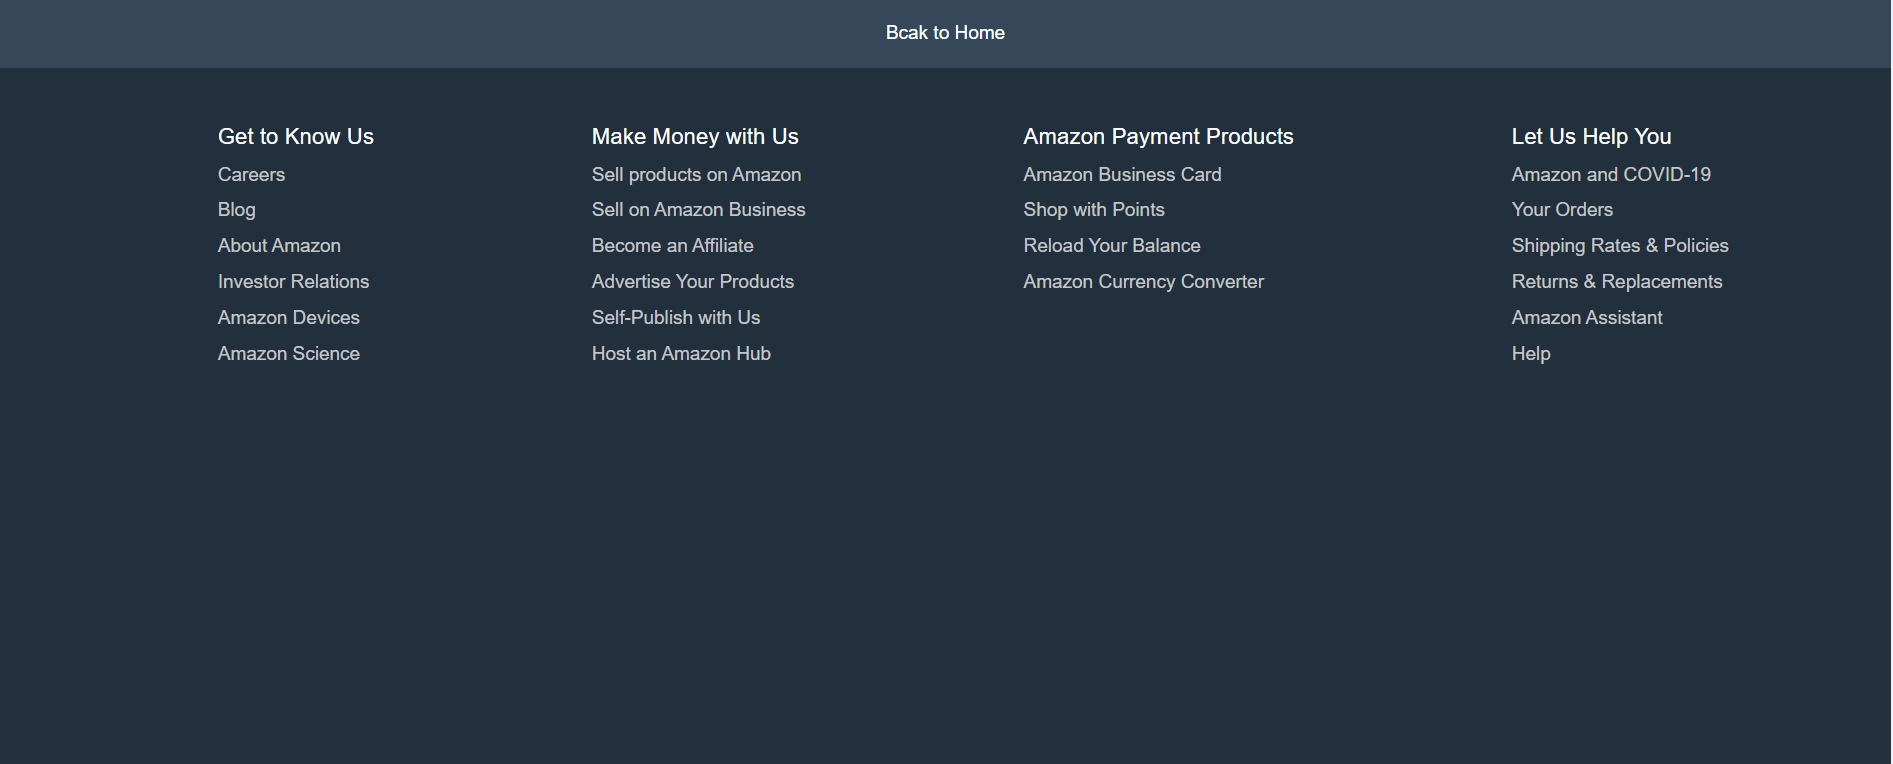 Bcak to Home
Get to Know Us
Careers
Blog
About Amazon
Investor Relations
Amazon Devices
Amazon Science
Make Money with Us
Sell products on Amazon
Sell on Amazon Business
Become an Affiliate
Advertise Your Products
Self-Publish with Us
Host an Amazon Hub
Amazon Payment Products
Amazon Business Card
Shop with Points
Reload Your Balance
Amazon Currency Converter
Let Us Help You
Amazon and COVID-19
Your Orders
Shipping Rates & Policies
Returns & Replacements
Amazon Assistant
Help